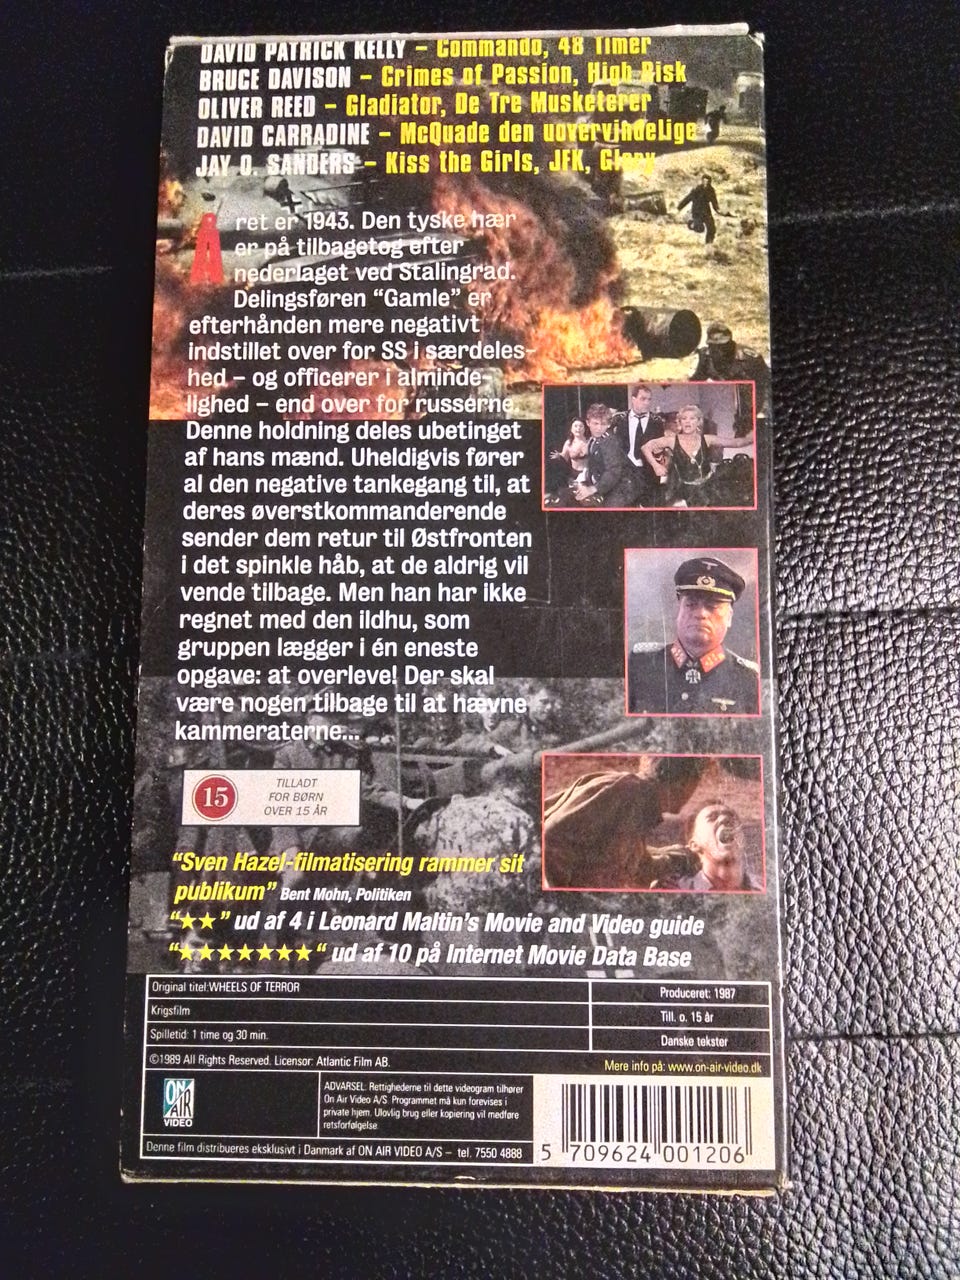 DAVID PATRICK KELLY – Commando, 48 Timer
BRUCE DAVISON – Crimes of Passion, High Risk
OLIVER REED – Gladiator, De Tre Musketerer
DAVID CARRADINE – McQuade den uovervindelige
JAY O. SANDERS – Kiss the Girls, JFK, Glory
Året er 1943. Den tyske hær
er på tilbagetog efter
nederlaget ved Stalingrad.
Delingsføren “Gamle” er
efterhånden mere negativt
indstillet over for SS i særdeles-
hed – og officerer i alminde-
lighed – end over for russerne.
Denne holdning deles ubetinget
af hans mænd. Uheldigvis fører
al den negative tankegang til, at
deres øverstkommanderende
sender dem retur til Østfronten
i det spinkle håb, at de aldrig vil
vende tilbage. Men han har ikke
regnet med den ildhu, som
gruppen lægger i én eneste
opgave: at overleve! Der skal
være nogen tilbage til at hævne
kammeraterne...
15
TILLADT
FOR BØRN
OVER 15 ÅR
“Sven Hazel-filmatisering rammer sit
publikum” Bent Mohn, Politiken
“★★” ud af 4 i Leonard Maltin's Movie and Video guide
“★★★★★★★“ ud af 10 på Internet Movie Data Base
Original titel:WHEELS OF TERROR
Produceret: 1987
Krigsfilm
Till. o. 15 år
Spilletid: 1 time og 30 min.
Danske tekster
©1989 All Rights Reserved. Licensor: Atlantic Film AB.
Mere info på: www.on-air-video.dk
ON
AIR
VIDEO
ADVARSEL: Rettighederne til dette videogram tilhører
On Air Video A/S. Programmet må kun forevises i
private hjem. Ulovlig brug eller kopiering vil medføre
retsforfølgelse.
Denne film distribueres eksklusivt i Danmark af ON AIR VIDEO A/S – tel. 7550 4888
5 709624 001206